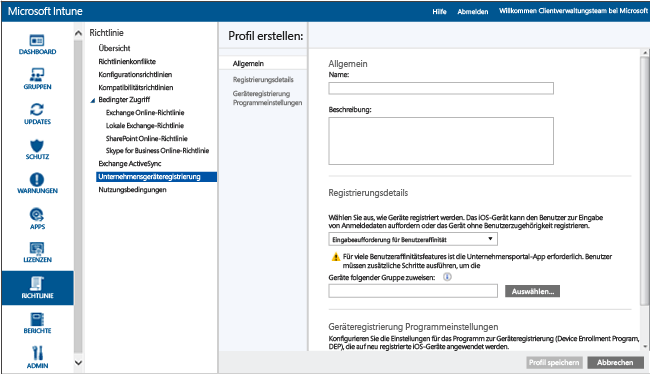 Microsoft Intune
Hilfe
Abmelden
Willkommen Clientverwaltungsteam bei Microsoft
DASHBOARD
GRUPPEN
UPDATES
SCHUTZ
WARNUNGEN
APPS
LIZENZEN
RICHTLINIE
BERICHTE
ADMIN
Richtlinie
Übersicht
Richtlinienkonflikte
Konfigurationsrichtlinien
Kompatibilitätsrichtlinien
Bedingter Zugriff
Exchange Online-Richtlinie
Lokale Exchange-Richtlinie
SharePoint Online-Richtlinie
Skype for Business Online-Richtlinie
Exchange ActiveSync
Unternehmensgeräteregistrierung
Nutzungsbedingungen
Profil erstellen:
Allgemein
Registrierungsdetails
Geräteregistrierung
Programmeinstellungen
Allgemein
Name:
Beschreibung:
Registrierungsdetails
Wählen Sie aus, wie Geräte registriert werden. Das iOS-Gerät kann den Benutzer zur Eingabe
von Anmeldedaten auffordern oder das Gerät ohne Benutzerzugehörigkeit registrieren.
Eingabeaufforderung für Benutzeraffinität
Für viele Benutzeraffinitätsfeatures ist die Unternehmensportal-App erforderlich. Benutzer
müssen zusätzliche Schritte ausführen, um die
Geräte folgender Gruppe zuweisen:
Auswählen...
Geräteregistrierung Programmeinstellungen
Konfigurieren Sie die Einstellungen für das Programm zur Geräteregistrierung (Device Enrollment Program,
DEP), die auf neu registrierte iOS-Geräte angewendet werden.
Profil speichern
Abbrechen